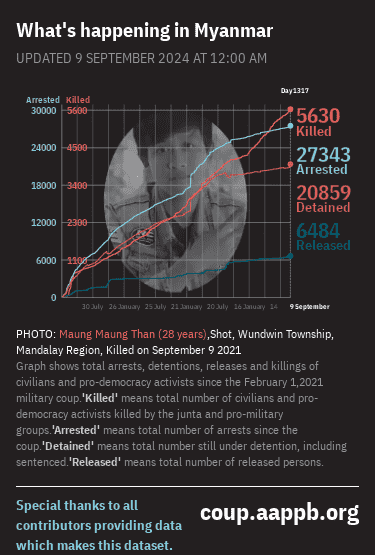 What's happening in Myanmar
UPDATED 9 SEPTEMBER 2024 AT 12:00 AM
Day1317
Arrested Killed
30000 5600
24000 4500
18000 3400
12000 2300
6000 1100
0
5630
Killed
27343
Arrested
20859
Detained
6484
Released
30 July 26 January 25 July 21 January 20 July 16 January 14 9 September
PHOTO: Maung Maung Than (28 years),Shot, Wundwin Township,
Mandalay Region, Killed on September 9 2021
Graph shows total arrests, detentions, releases and killings of
civilians and pro-democracy activists since the February 1,2021
military coup.'Killed' means total number of civilians and pro-
democracy activists killed by the junta and pro-military
groups.'Arrested' means total number of arrests since the
coup.'Detained' means total number still under detention, including
sentenced.'Released' means total number of released persons.
Special thanks to all
contributors providing data
which makes this dataset.
coup.aappb.org